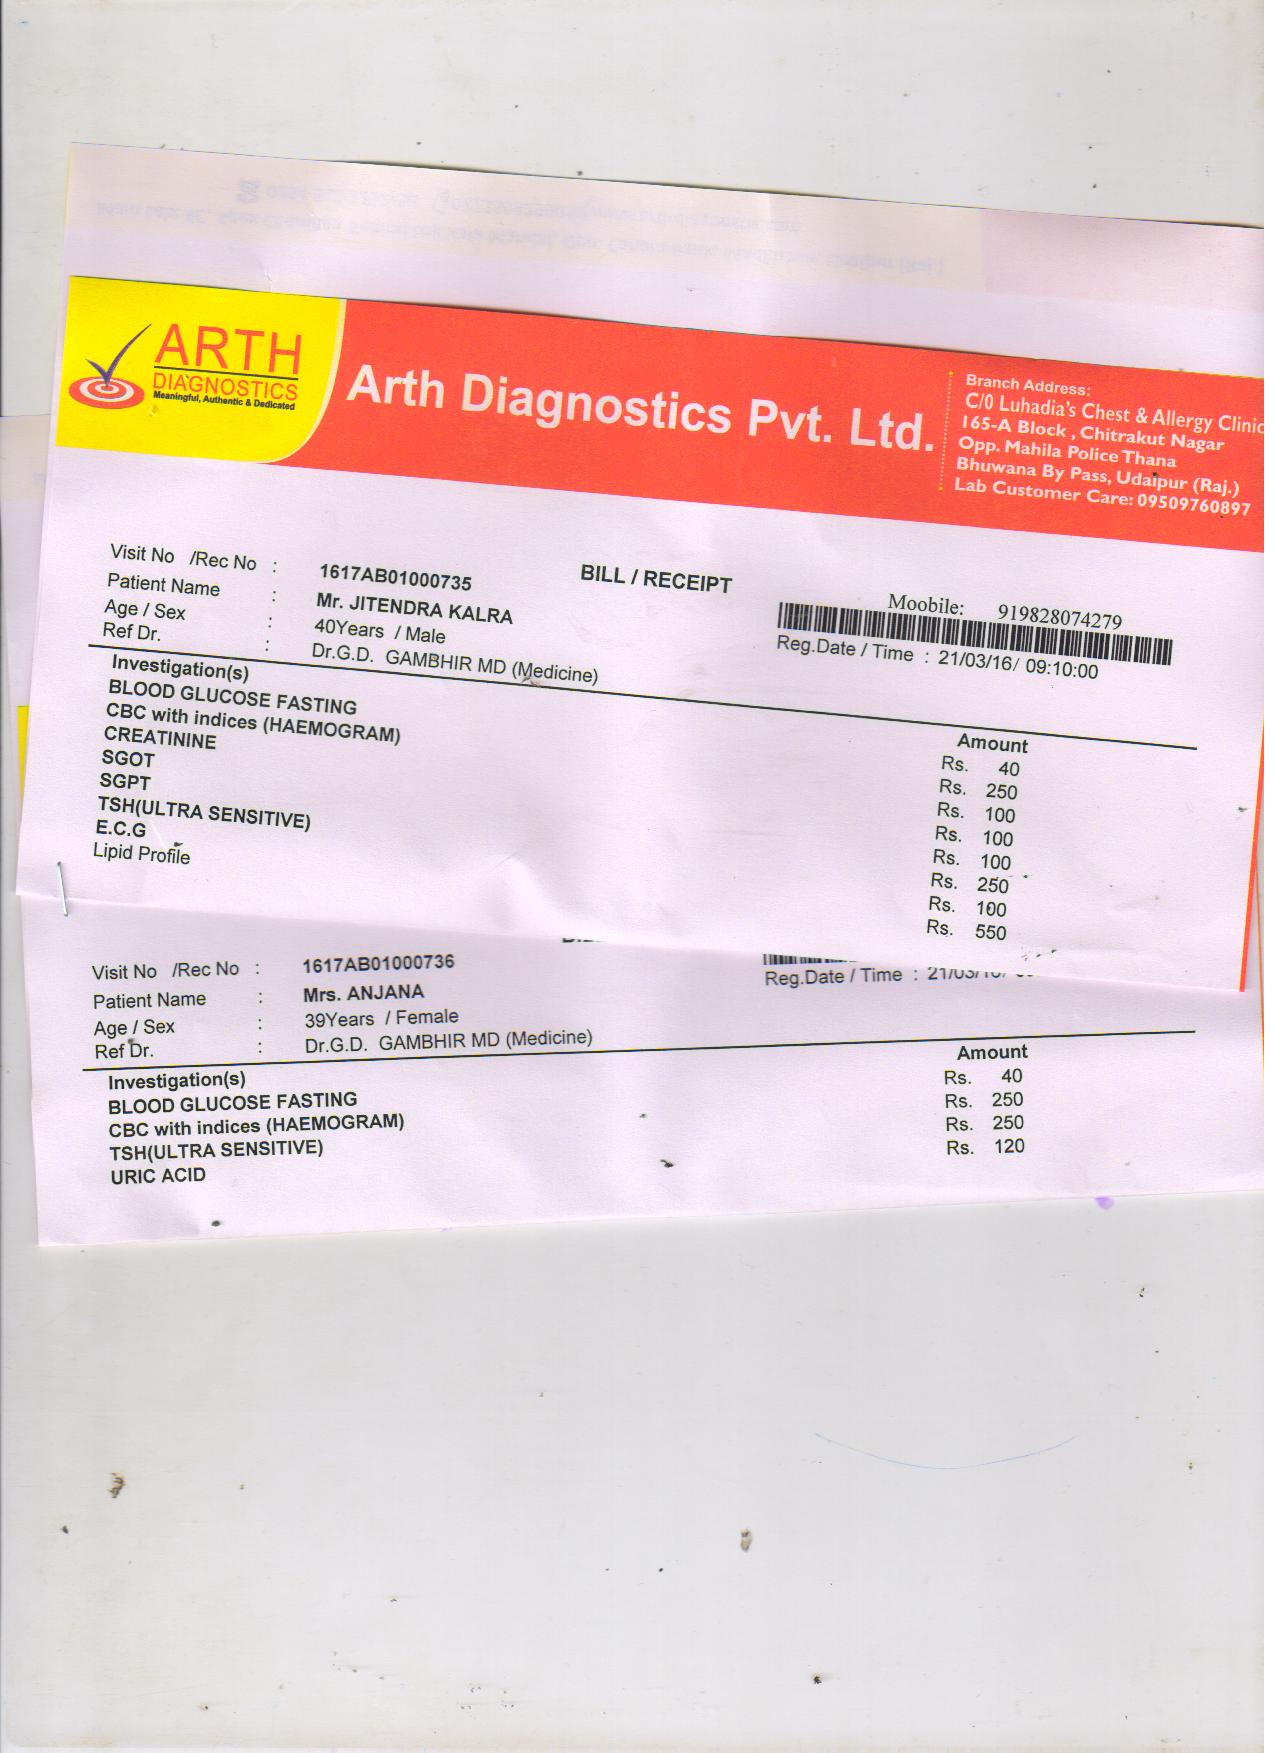 ARTH
DIAGNOSTICS
Meaningful, Authentic & Dedicated
Arth Diagnostics Pvt. Ltd.
Branch Address:
C/0 Luhadia's Chest & Allergy Clinic
165-A Block , Chitrakut Nagar
Opp. Mahila Police Thana
Bhuwana By Pass, Udaipur (Raj.)
Lab Customer Care: 09509760897
BILL / RECEIPT
Visit No /Rec No : 1617AB01000735
Moobile: 919828074279
Patient Name : Mr. JITENDRA KALRA
Age / Sex : 40Years / Male
Reg.Date / Time : 21/03/16/ 09:10:00
Ref Dr. : Dr.G.D. GAMBHIR MD (Medicine)
Investigation(s) Amount
BLOOD GLUCOSE FASTING Rs. 40
CBC with indices (HAEMOGRAM) Rs. 250
CREATININE Rs. 100
SGOT Rs. 100
SGPT Rs. 100
TSH(ULTRA SENSITIVE) Rs. 250
E.C.G Rs. 100
Lipid Profile Rs. 550
Visit No /Rec No : 1617AB01000736
Reg.Date / Time : 21/03/16/
Patient Name : Mrs. ANJANA
Age / Sex : 39Years / Female
Ref Dr. : Dr.G.D. GAMBHIR MD (Medicine)
Investigation(s) Amount
BLOOD GLUCOSE FASTING Rs. 40
CBC with indices (HAEMOGRAM) Rs. 250
TSH(ULTRA SENSITIVE) Rs. 250
URIC ACID Rs. 120